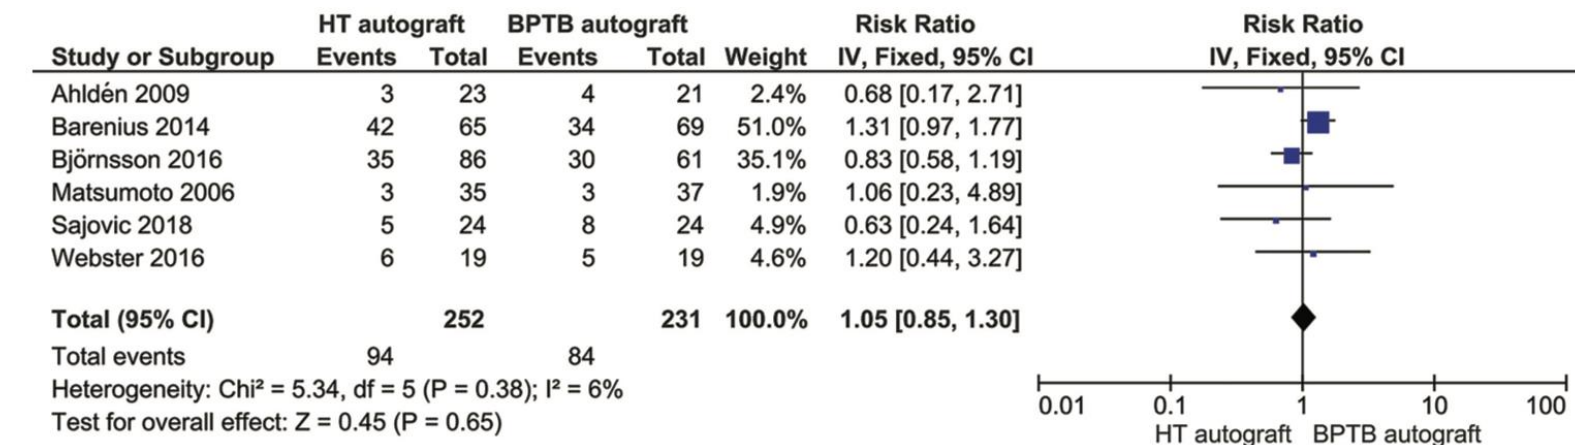 HT autograft BPTB autograft Risk Ratio Risk Ratio
Study or Subgroup Events Total Events Total Weight IV, Fixed, 95% CI IV, Fixed, 95% CI
Ahldén 2009 3 23 4 21 2.4% 0.68 [0.17, 2.71]
Barenius 2014 42 65 34 69 51.0% 1.31 [0.97, 1.77]
Björnsson 2016 35 86 30 61 35.1% 0.83 [0.58, 1.19]
Matsumoto 2006 3 35 3 37 1.9% 1.06 [0.23, 4.89]
Sajovic 2018 5 24 8 24 4.9% 0.63 [0.24, 1.64]
Webster 2016 6 19 5 19 4.6% 1.20 [0.44, 3.27]
Total (95% CI) 252 231 100.0% 1.05 [0.85, 1.30]
Total events 94 84
Heterogeneity: Chi² = 5.34, df = 5 (P = 0.38); I² = 6%
Test for overall effect: Z = 0.45 (P = 0.65)
0.01 0.1 1 10 100
HT autograft BPTB autograft